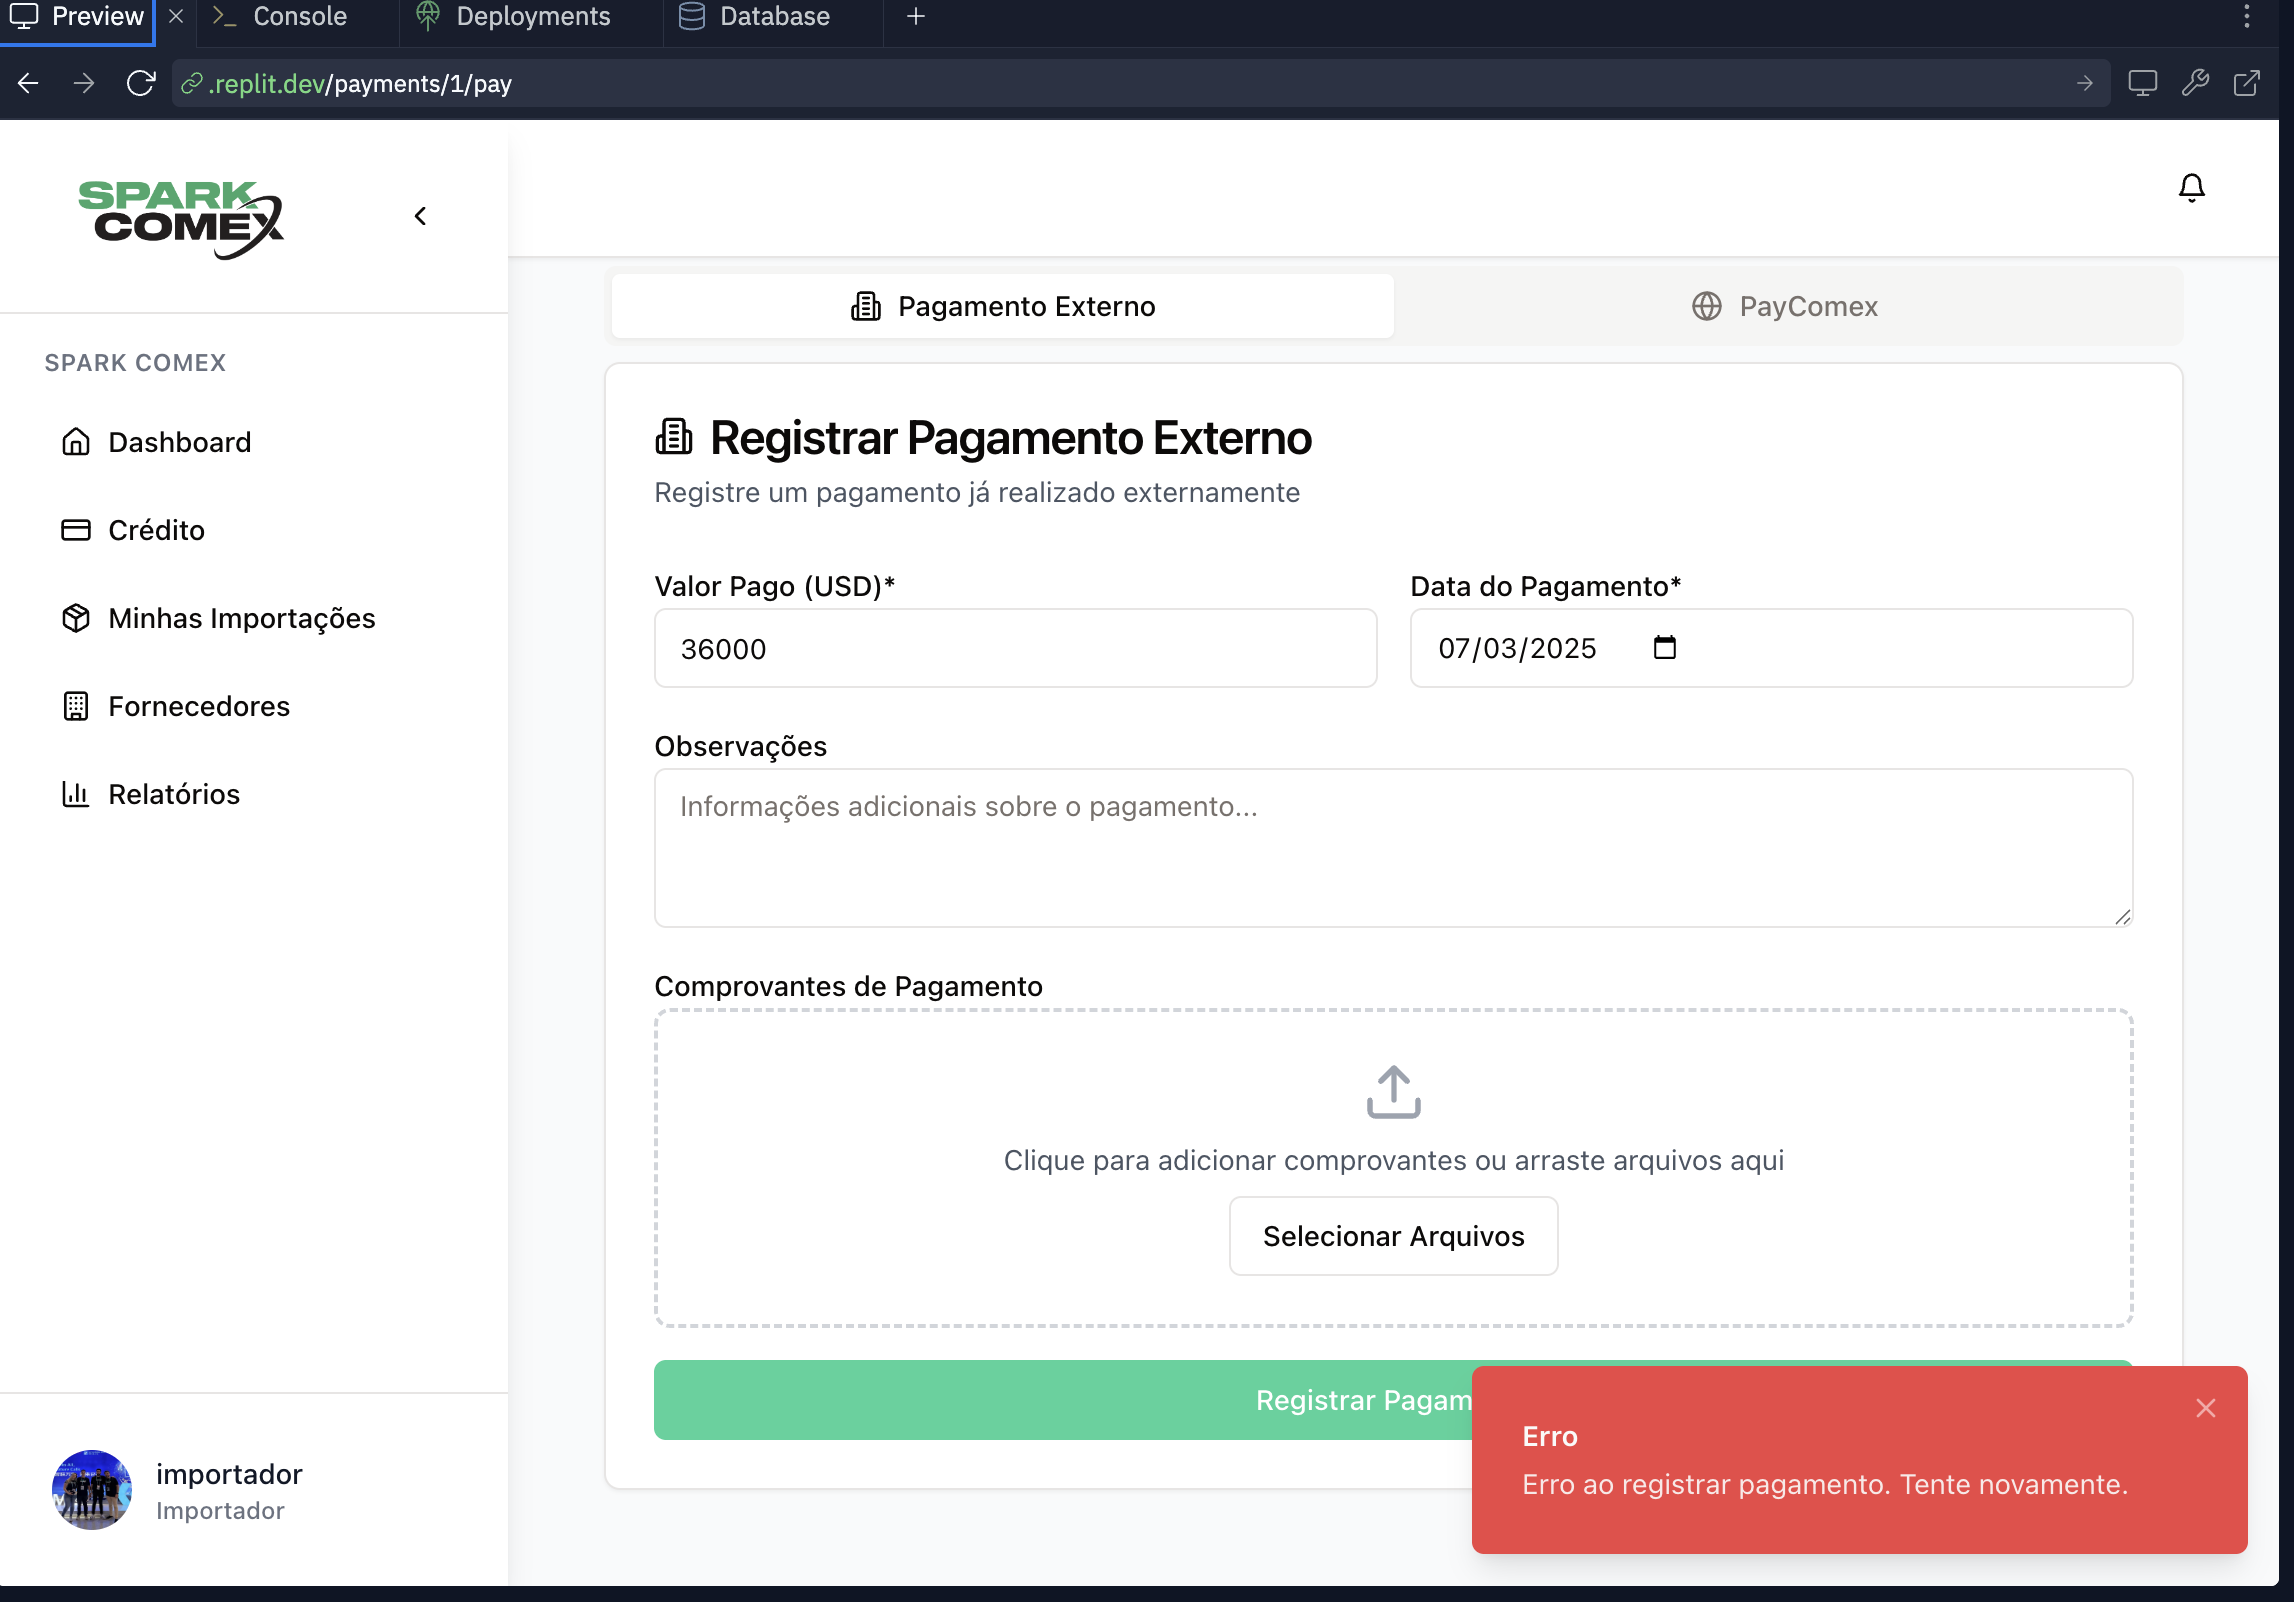 Preview
Console
Deployments
Database
.replit.dev/payments/1/pay
SPARK
COMEX
SPARK COMEX
Dashboard
Crédito
Minhas Importações
Fornecedores
Relatórios
importador
Importador
Pagamento Externo
PayComex
Registrar Pagamento Externo
Registre um pagamento já realizado externamente
Valor Pago (USD)*
Data do Pagamento*
36000
07/03/2025
Observações
Informações adicionais sobre o pagamento...
Comprovantes de Pagamento
Clique para adicionar comprovantes ou arraste arquivos aqui
Selecionar Arquivos
Registrar Pagam
Erro
Erro ao registrar pagamento. Tente novamente.